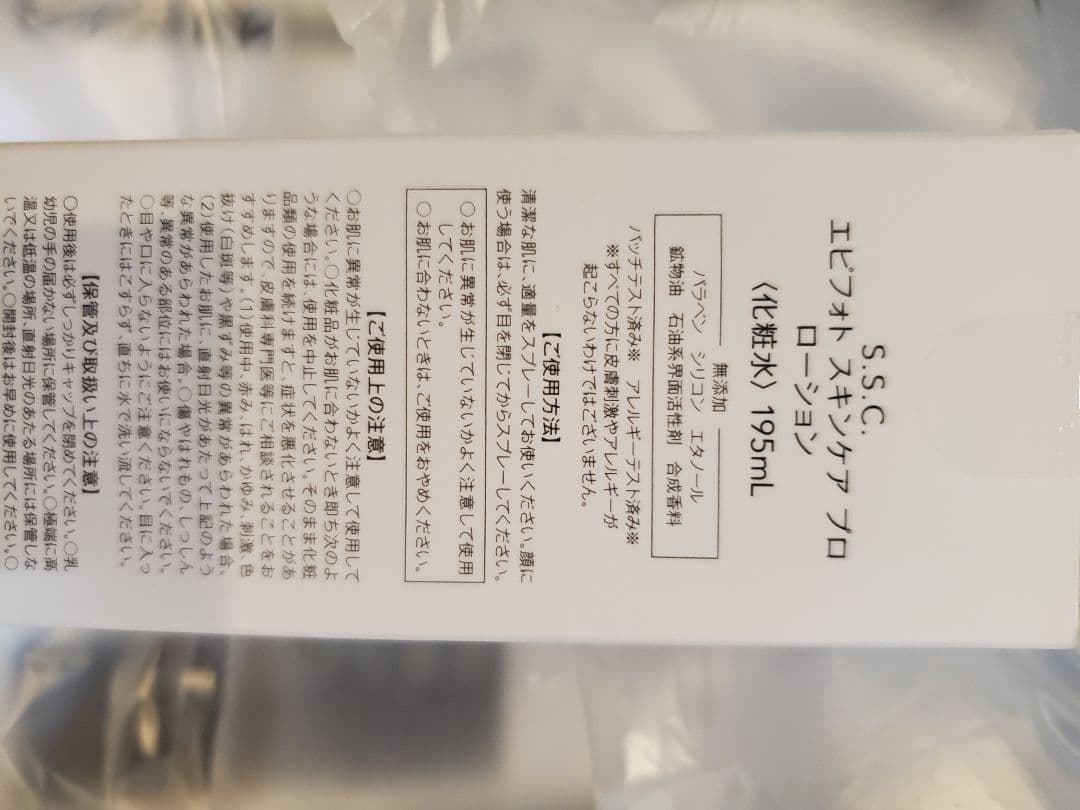 S.S.C.
エピフォト スキンケア プロ
ローション
〈化粧水〉195mL
無添加
パラベン シリコン エタノール
鉱物油 石油系界面活性剤 合成香料
パッチテスト済み※ アレルギーテスト済み※
※すべての方に皮膚刺激やアレルギーが
起こらないわけではございません。
【ご使用方法】
清潔な肌に、適量をスプレーしてお使いください。顔に
使う場合は、必ず目を閉じてからスプレーしてください。
○お肌に異常が生じていないかよく注意して使用
してください。
○お肌に合わないときは、ご使用をおやめください。
【ご使用上の注意】
○お肌に異常が生じていないかよく注意して使用して
ください。○化粧品がお肌に合わないとき即ち次のよ
うな場合には、使用を中止してください。そのまま化粧
品類の使用を続けますと、症状を悪化させることがあ
りますので、皮膚科専門医等にご相談されることをお
すすめします。(1)使用中、赤み、はれ、かゆみ、刺激、色
抜け(白斑等)や黒ずみ等の異常があらわれた場合。
(2)使用したお肌に、直射日光があたって上記のよう
な異常があらわれた場合。○傷やはれもの、しっしん
等、異常のある部位にはお使いにならないでください。
○目や口に入らないようにご注意ください。目に入っ
たときにはこすらず、直ちに水で洗い流してください。
【保管及び取扱い上の注意】
○使用後は必ずしっかりキャップを閉めてください。○乳
幼児の手の届かない場所に保管してください。○極端に高
温又は低温の場所、直射日光のあたる場所には保管しな
いでください。○開封後はお早めに使用してください。○